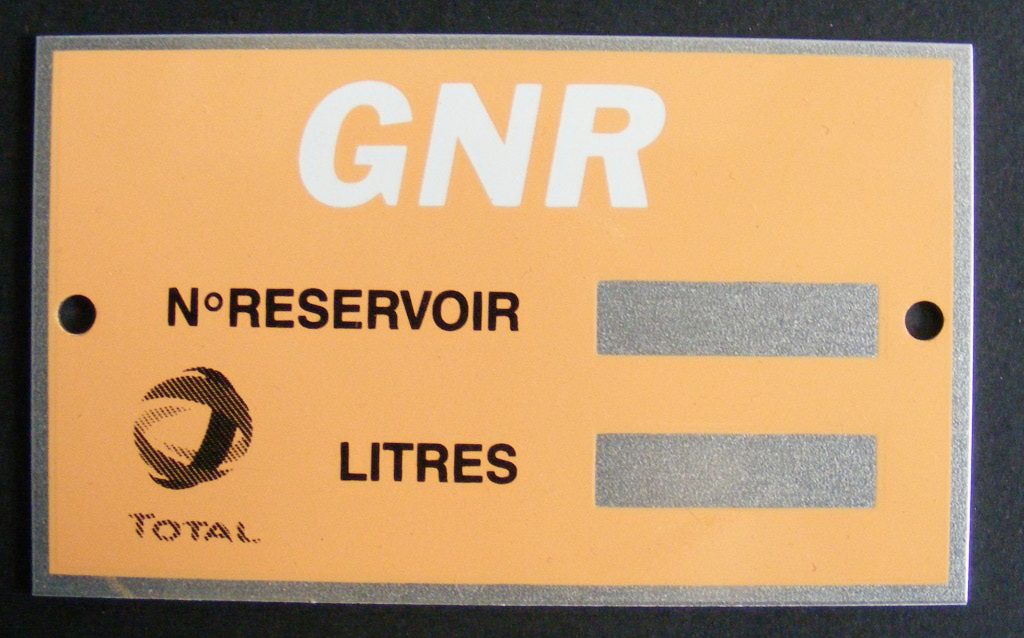 GNR
N° RESERVOIR
LITRES
TOTAL